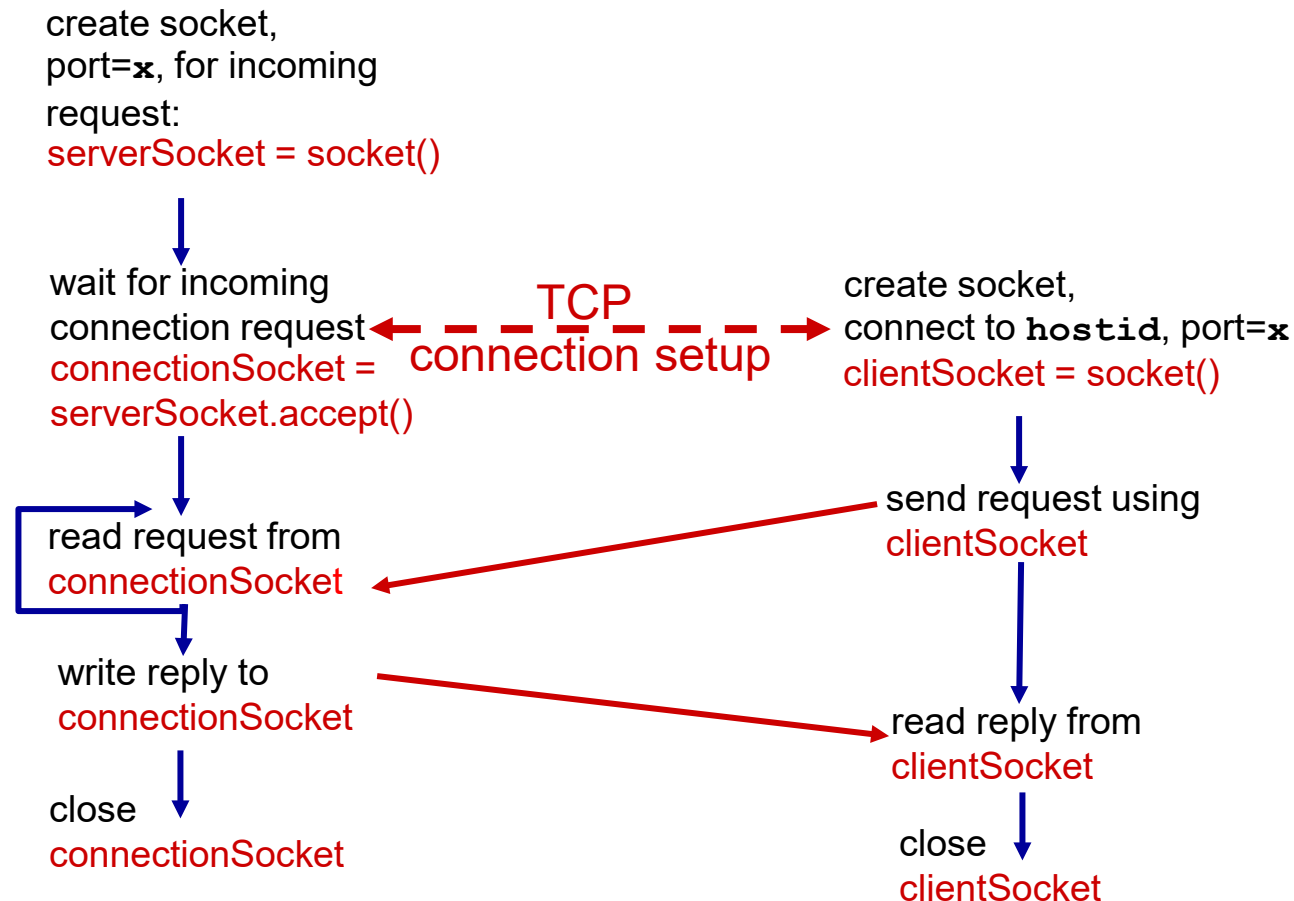 create socket,
port=x, for incoming
request:
serverSocket = socket()
wait for incoming
connection request
connectionSocket =
serverSocket.accept()
TCP
connection setup
create socket,
connect to hostid, port=x
clientSocket = socket()
read request from
connectionSocket
send request using
clientSocket
write reply to
connectionSocket
read reply from
clientSocket
close
connectionSocket
close
clientSocket